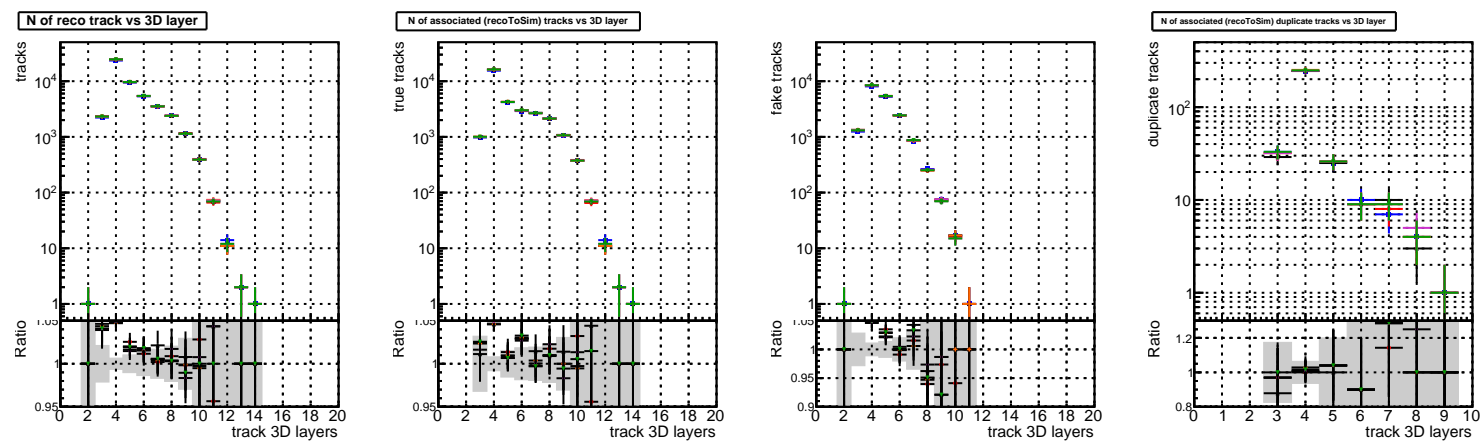 N of reco track vs 3D layer
tracks
10⁴
10³
10²
10
1
Ratio
1
0.95
0 2 4 6 8 10 12 14 16 18 20
track 3D layers
N of associated (recoToSim) tracks vs 3D layer
true tracks
10⁴
10³
10²
10
1
Ratio
1
0.95
0 2 4 6 8 10 12 14 16 18 20
track 3D layers
fake tracks
10⁴
10³
10²
10
1
Ratio
1
0.95
0.9
0 2 4 6 8 10 12 14 16 18 20
track 3D layers
N of associated (recoToSim) duplicate tracks vs 3D layer
duplicate tracks
10²
10
1
Ratio
1.2
1
0.8
0 1 2 3 4 5 6 7 8 9 10
track 3D layers